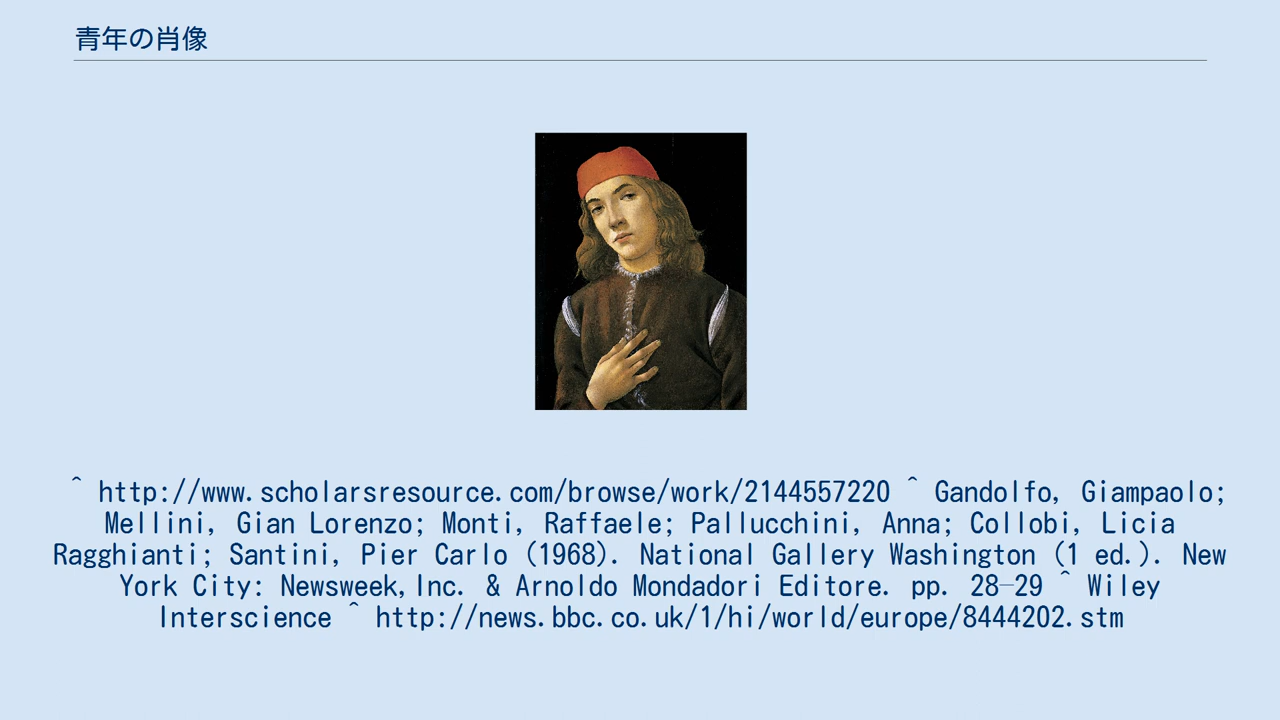 青年の肖像
^ http://www.scholarsresource.com/browse/work/2144557220 ^ Gandolfo, Giampaolo;
Mellini, Gian Lorenzo; Monti, Raffaele; Pallucchini, Anna; Collobi, Licia
Ragghianti; Santini, Pier Carlo (1968). National Gallery Washington (1 ed.). New
York City: Newsweek,Inc. & Arnoldo Mondadori Editore. pp. 28–29 ^ Wiley
Interscience ^ http://news.bbc.co.uk/1/hi/world/europe/8444202.stm